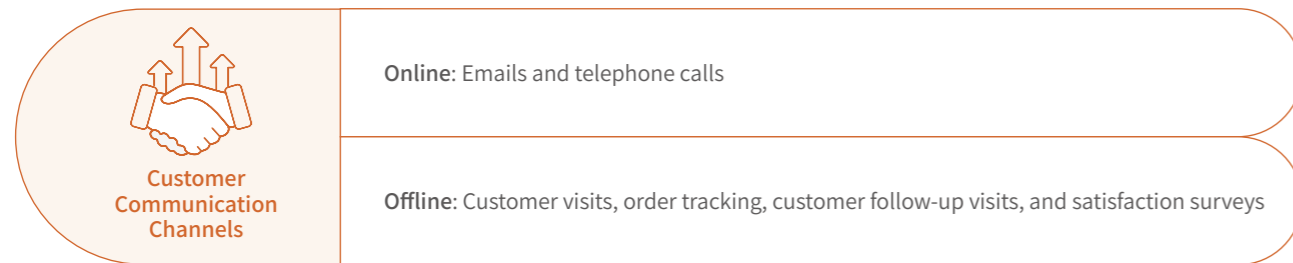 Customer
Communication
Channels
Online: Emails and telephone calls
Offline: Customer visits, order tracking, customer follow-up visits, and satisfaction surveys